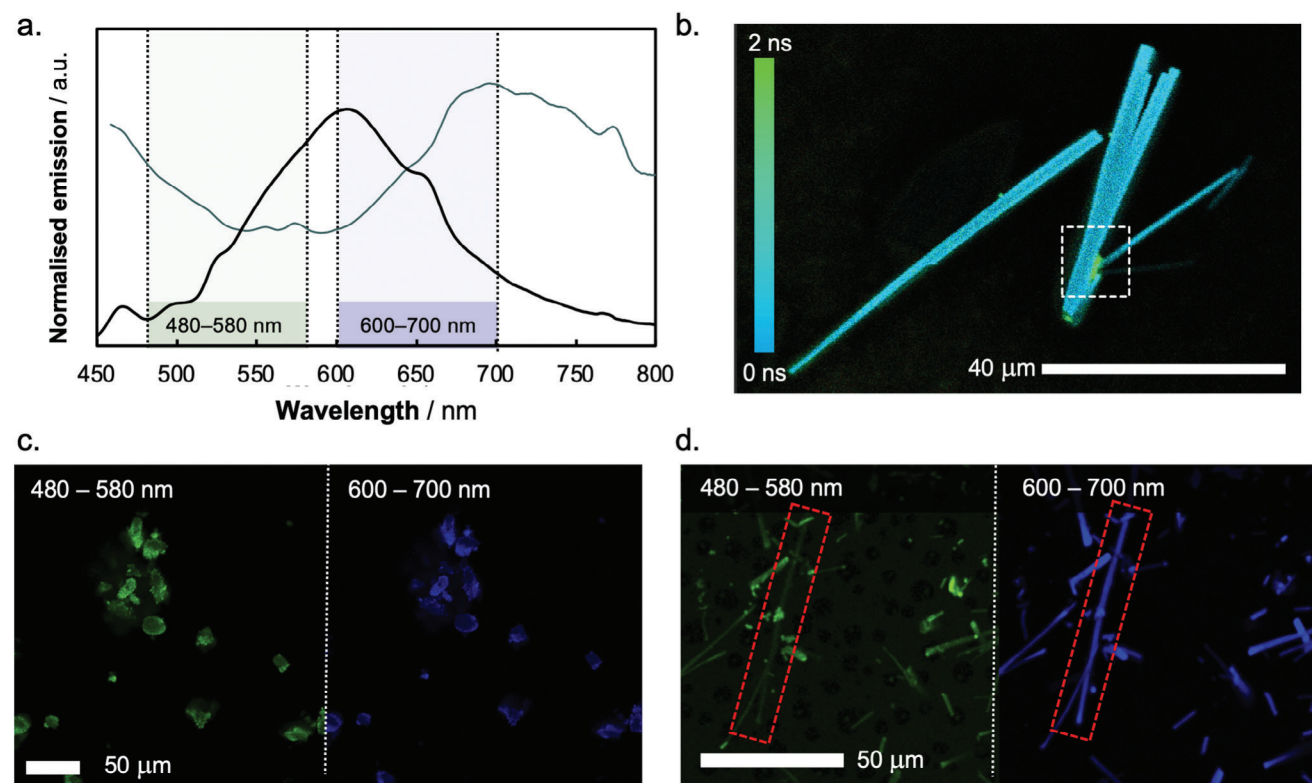 a.
Normalised emission / a.u.
480–580 nm
600–700 nm
450 500 550 600 650 700 750 800
Wavelength / nm
b.
2 ns
0 ns
40 µm
c.
480 – 580 nm
600 – 700 nm
50 µm
d.
480 – 580 nm
600 – 700 nm
50 µm